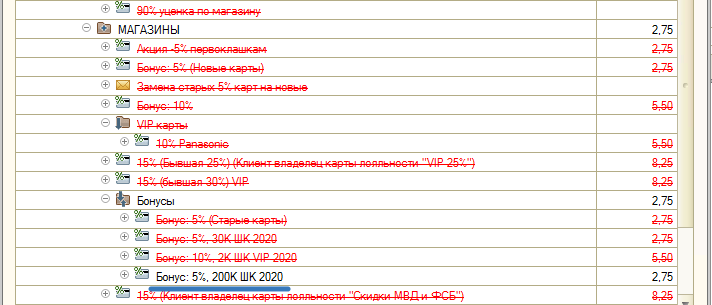 90% уценка по магазину
МАГАЗИНЫ 2,75
Акция -5% первоклашкам 2,75
Бонус: 5% (Новые карты) 2,75
Замена старых 5% карт на новые
Бонус: 10% 5,50
VIP карты
10% Panasonic 5,50
15% (Бывшая 25%) (Клиент владелец карты лояльности "VIP 25%") 8,25
15% (бывшая 30%) VIP 8,25
Бонусы 2,75
Бонус: 5% (Старые карты) 2,75
Бонус: 5%, 30К ШК 2020 2,75
Бонус: 10%, 2К ШК VIP 2020 5,50
Бонус: 5%, 200К ШК 2020 2,75
15% (Клиент владелец карты лояльности "Скидки МВД и ФСБ") 8,25